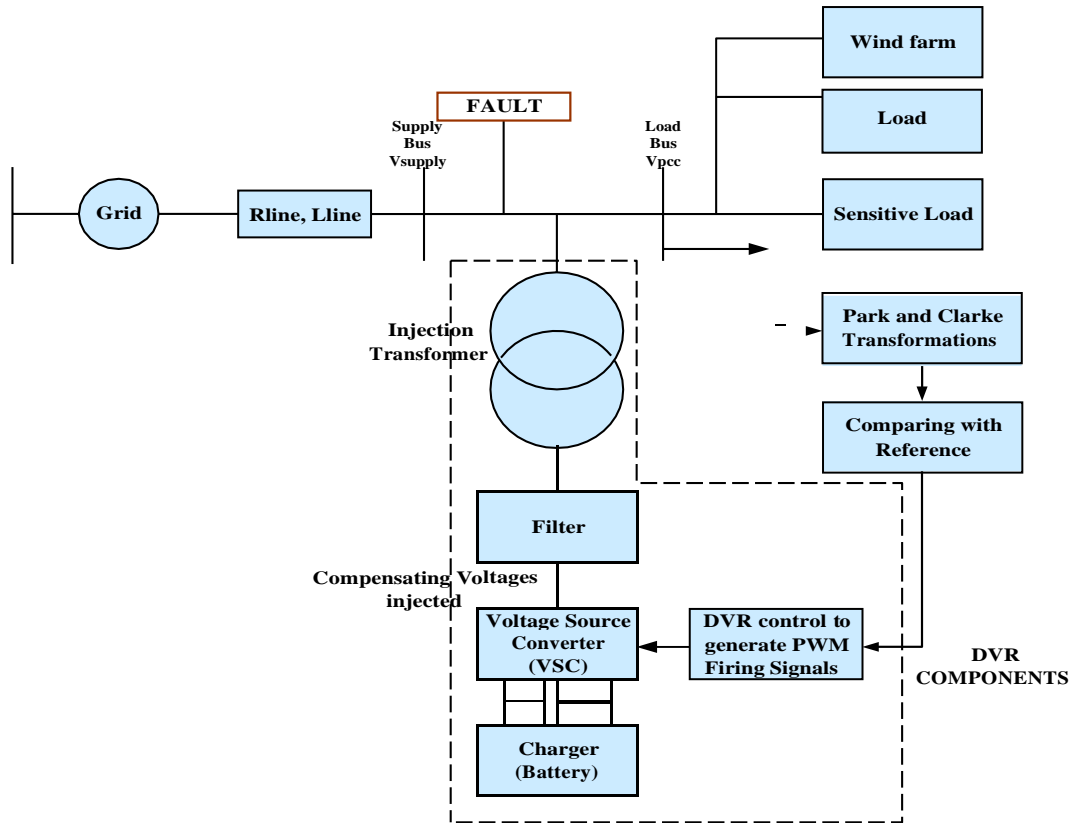 Wind farm
FAULT
Load
Supply
Bus
Vsupply
Load
Bus
Vpcc
Grid
Rline, Lline
Sensitive Load
Injection
Transformer
–
Park and Clarke
Transformations
Comparing with
Reference
Filter
Compensating Voltages
injected
Voltage Source
Converter
(VSC)
DVR control to
generate PWM
Firing Signals
DVR
COMPONENTS
Charger
(Battery)